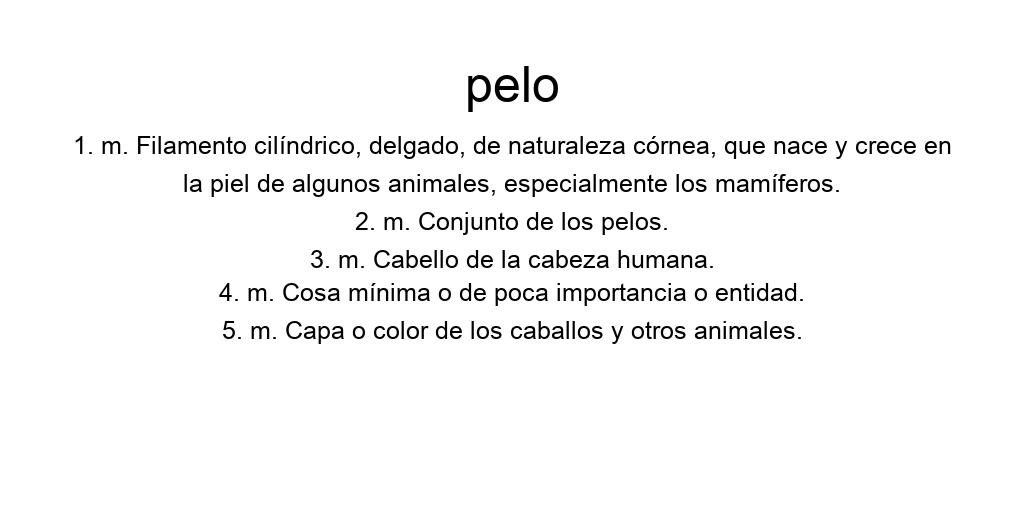 pelo
1. m. Filamento cilíndrico, delgado, de naturaleza córnea, que nace y crece en
la piel de algunos animales, especialmente los mamíferos.
2. m. Conjunto de los pelos.
3. m. Cabello de la cabeza humana.
4. m. Cosa mínima o de poca importancia o entidad.
5. m. Capa o color de los caballos y otros animales.